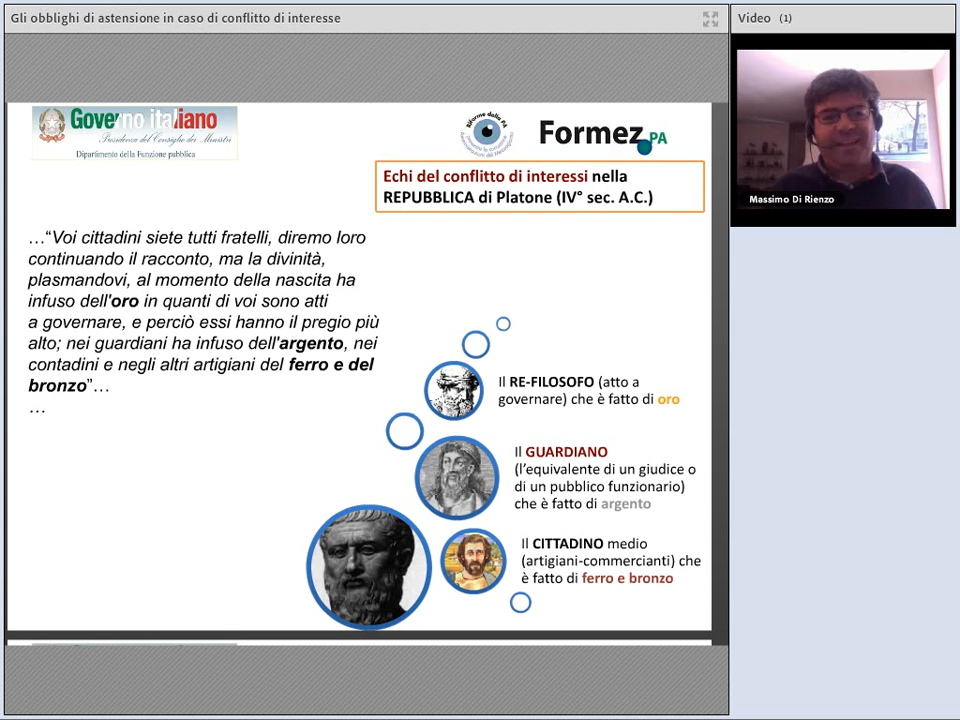 Gli obblighi di astensione in caso di conflitto di interesse
Video (1)
Governo italiano
Presidenza del Consiglio dei Ministri
Dipartimento della Funzione pubblica
Riforme della PA
Formez PA
Massimo Di Rienzo
Echi del conflitto di interessi nella
REPUBBLICA di Platone (IV° sec. A.C.)
…“Voi cittadini siete tutti fratelli, diremo loro
continuando il racconto, ma la divinità,
plasmandovi, al momento della nascita ha
infuso dell'oro in quanti di voi sono atti
a governare, e perciò essi hanno il pregio più
alto; nei guardiani ha infuso dell'argento, nei
contadini e negli altri artigiani del ferro e del
bronzo”…
…
Il RE-FILOSOFO (atto a
governare) che è fatto di oro
Il GUARDIANO
(l’equivalente di un giudice o
di un pubblico funzionario)
che è fatto di argento
Il CITTADINO medio
(artigiani-commercianti) che
è fatto di ferro e bronzo